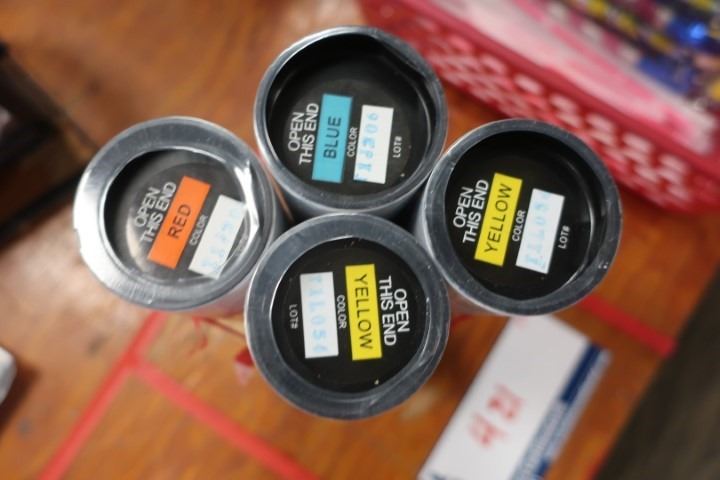 OPEN
THIS END
BLUE
COLOR
LOT#
OPEN
THIS END
RED
COLOR
OPEN
THIS END
YELLOW
COLOR
LOT#
OPEN
THIS END
YELLOW
COLOR
LOT#